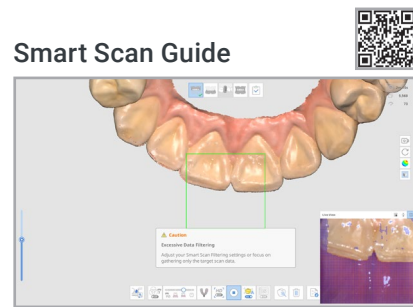 Smart Scan Guide
Caution
Excessive Data Filtering
Adjust your Smart Scan Filtering settings or focus on
gathering only the target scan data.